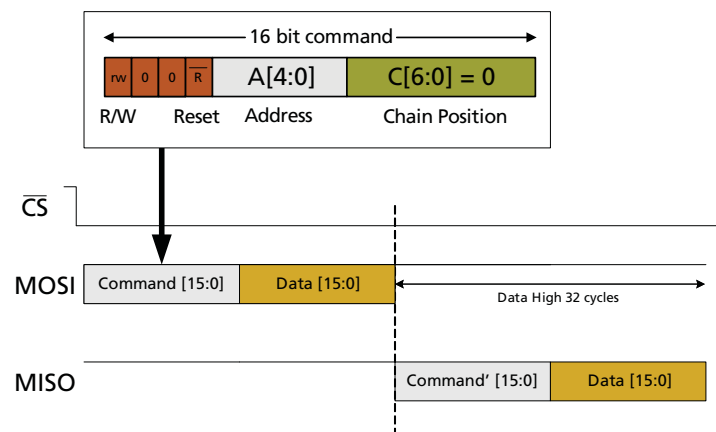 16 bit command
rw 0 0 R̅ A[4:0] C[6:0] = 0
R/W Reset Address Chain Position
C̅S̅
MOSI Command [15:0] Data [15:0]
Data High 32 cycles
MISO Command' [15:0] Data [15:0]